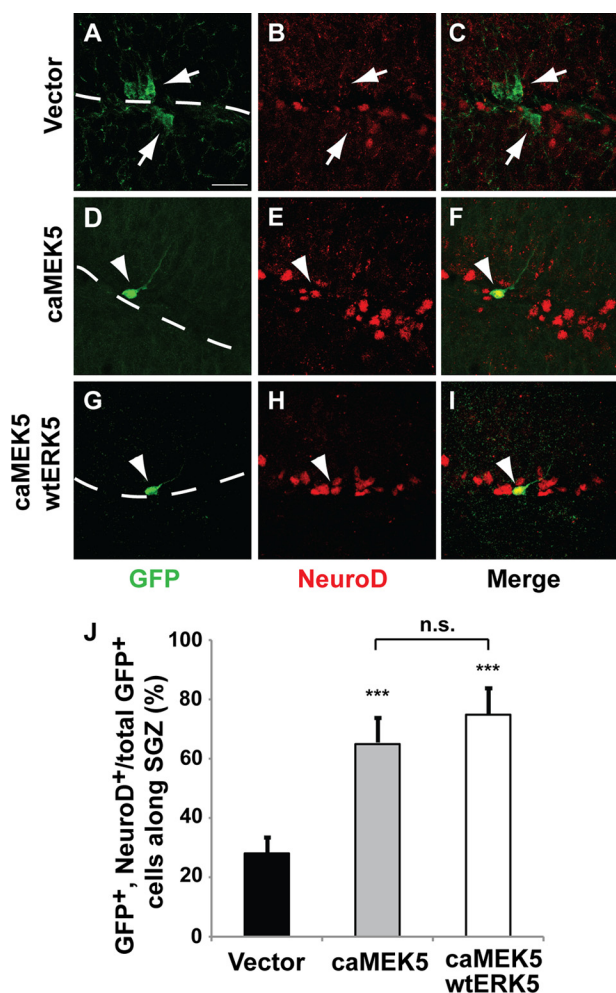 Vector
A
B
C
caMEK5
D
E
F
caMEK5
wtERK5
G
H
I
GFP
NeuroD
Merge
J
GFP+, NeuroD+/total GFP+
cells along SGZ (%)
100
80
60
40
20
0
n.s.
***
***
Vector
caMEK5
caMEK5
wtERK5